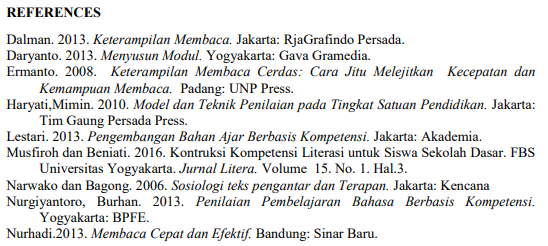 REFERENCES
Dalman. 2013. Keterampilan Membaca. Jakarta: RjaGrafindo Persada.
Daryanto. 2013. Menyusun Modul. Yogyakarta: Gava Gramedia.
Ermanto. 2008. Keterampilan Membaca Cerdas: Cara Jitu Melejitkan Kecepatan dan
Kemampuan Membaca. Padang: UNP Press.
Haryati,Mimin. 2010. Model dan Teknik Penilaian pada Tingkat Satuan Pendidikan. Jakarta:
Tim Gaung Persada Press.
Lestari. 2013. Pengembangan Bahan Ajar Berbasis Kompetensi. Jakarta: Akademia.
Musfiroh dan Beniati. 2016. Kontruksi Kompetensi Literasi untuk Siswa Sekolah Dasar. FBS
Universitas Yogyakarta. Jurnal Litera. Volume 15. No. 1. Hal.3.
Narwako dan Bagong. 2006. Sosiologi teks pengantar dan Terapan. Jakarta: Kencana
Nurgiyantoro, Burhan. 2013. Penilaian Pembelajaran Bahasa Berbasis Kompetensi.
Yogyakarta: BPFE.
Nurhadi.2013. Membaca Cepat dan Efektif. Bandung: Sinar Baru.